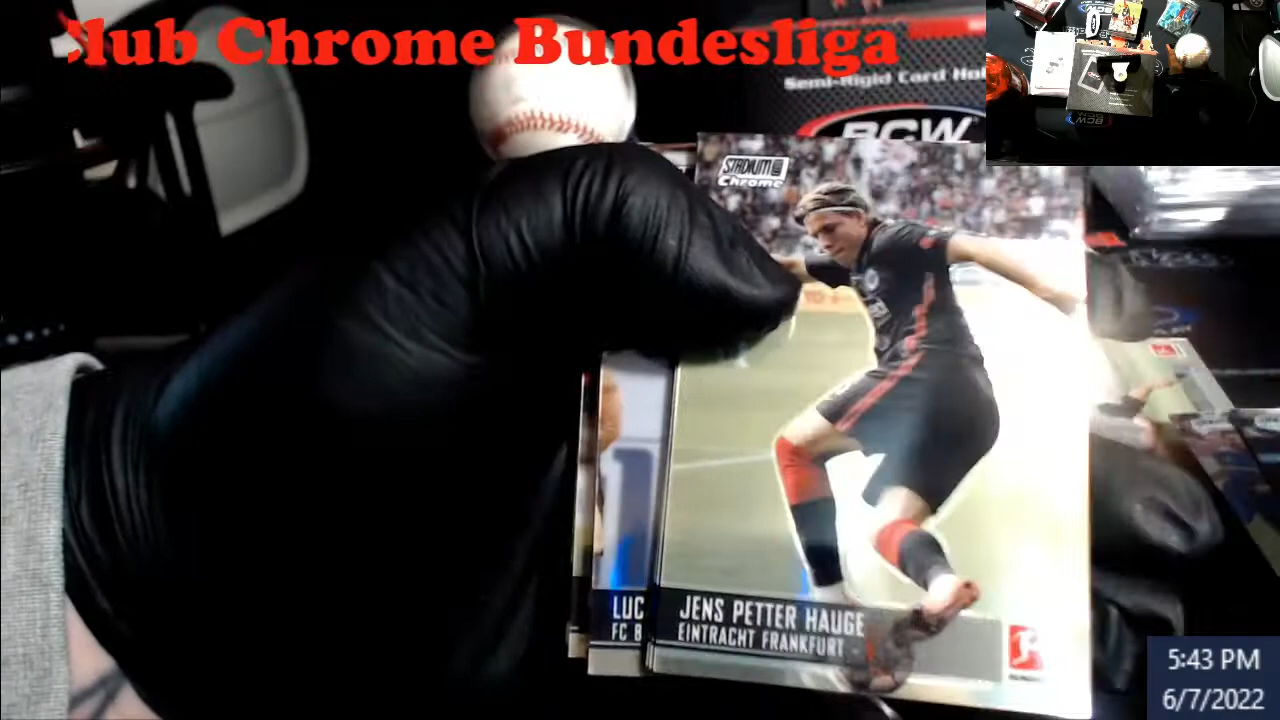 lub Chrome Bundesliga
Semi-Rigid Card Hol
BCW
STADIUM
Chrome
LUC
FC B
JENS PETTER HAUGE
EINTRACHT FRANKFURT
BCW
5:43 PM
6/7/2022